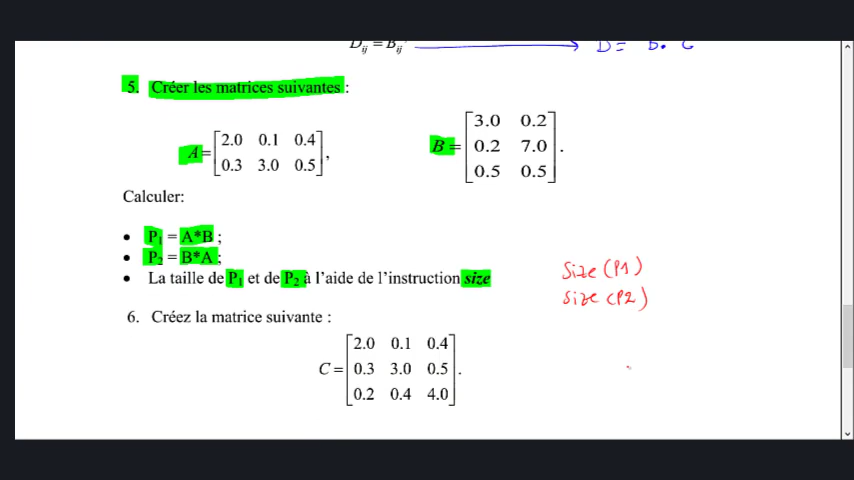 D_ij = B_ij
D = B. C
5. Créer les matrices suivantes :
A = [2.0 0.1 0.4
0.3 3.0 0.5],
B = [3.0 0.2
0.2 7.0
0.5 0.5].
Calculer:
• P1 = A*B ;
• P2 = B*A ;
• La taille de P1 et de P2 à l'aide de l'instruction size
size (P1)
size (P2)
6. Créez la matrice suivante :
C = [2.0 0.1 0.4
0.3 3.0 0.5
0.2 0.4 4.0].